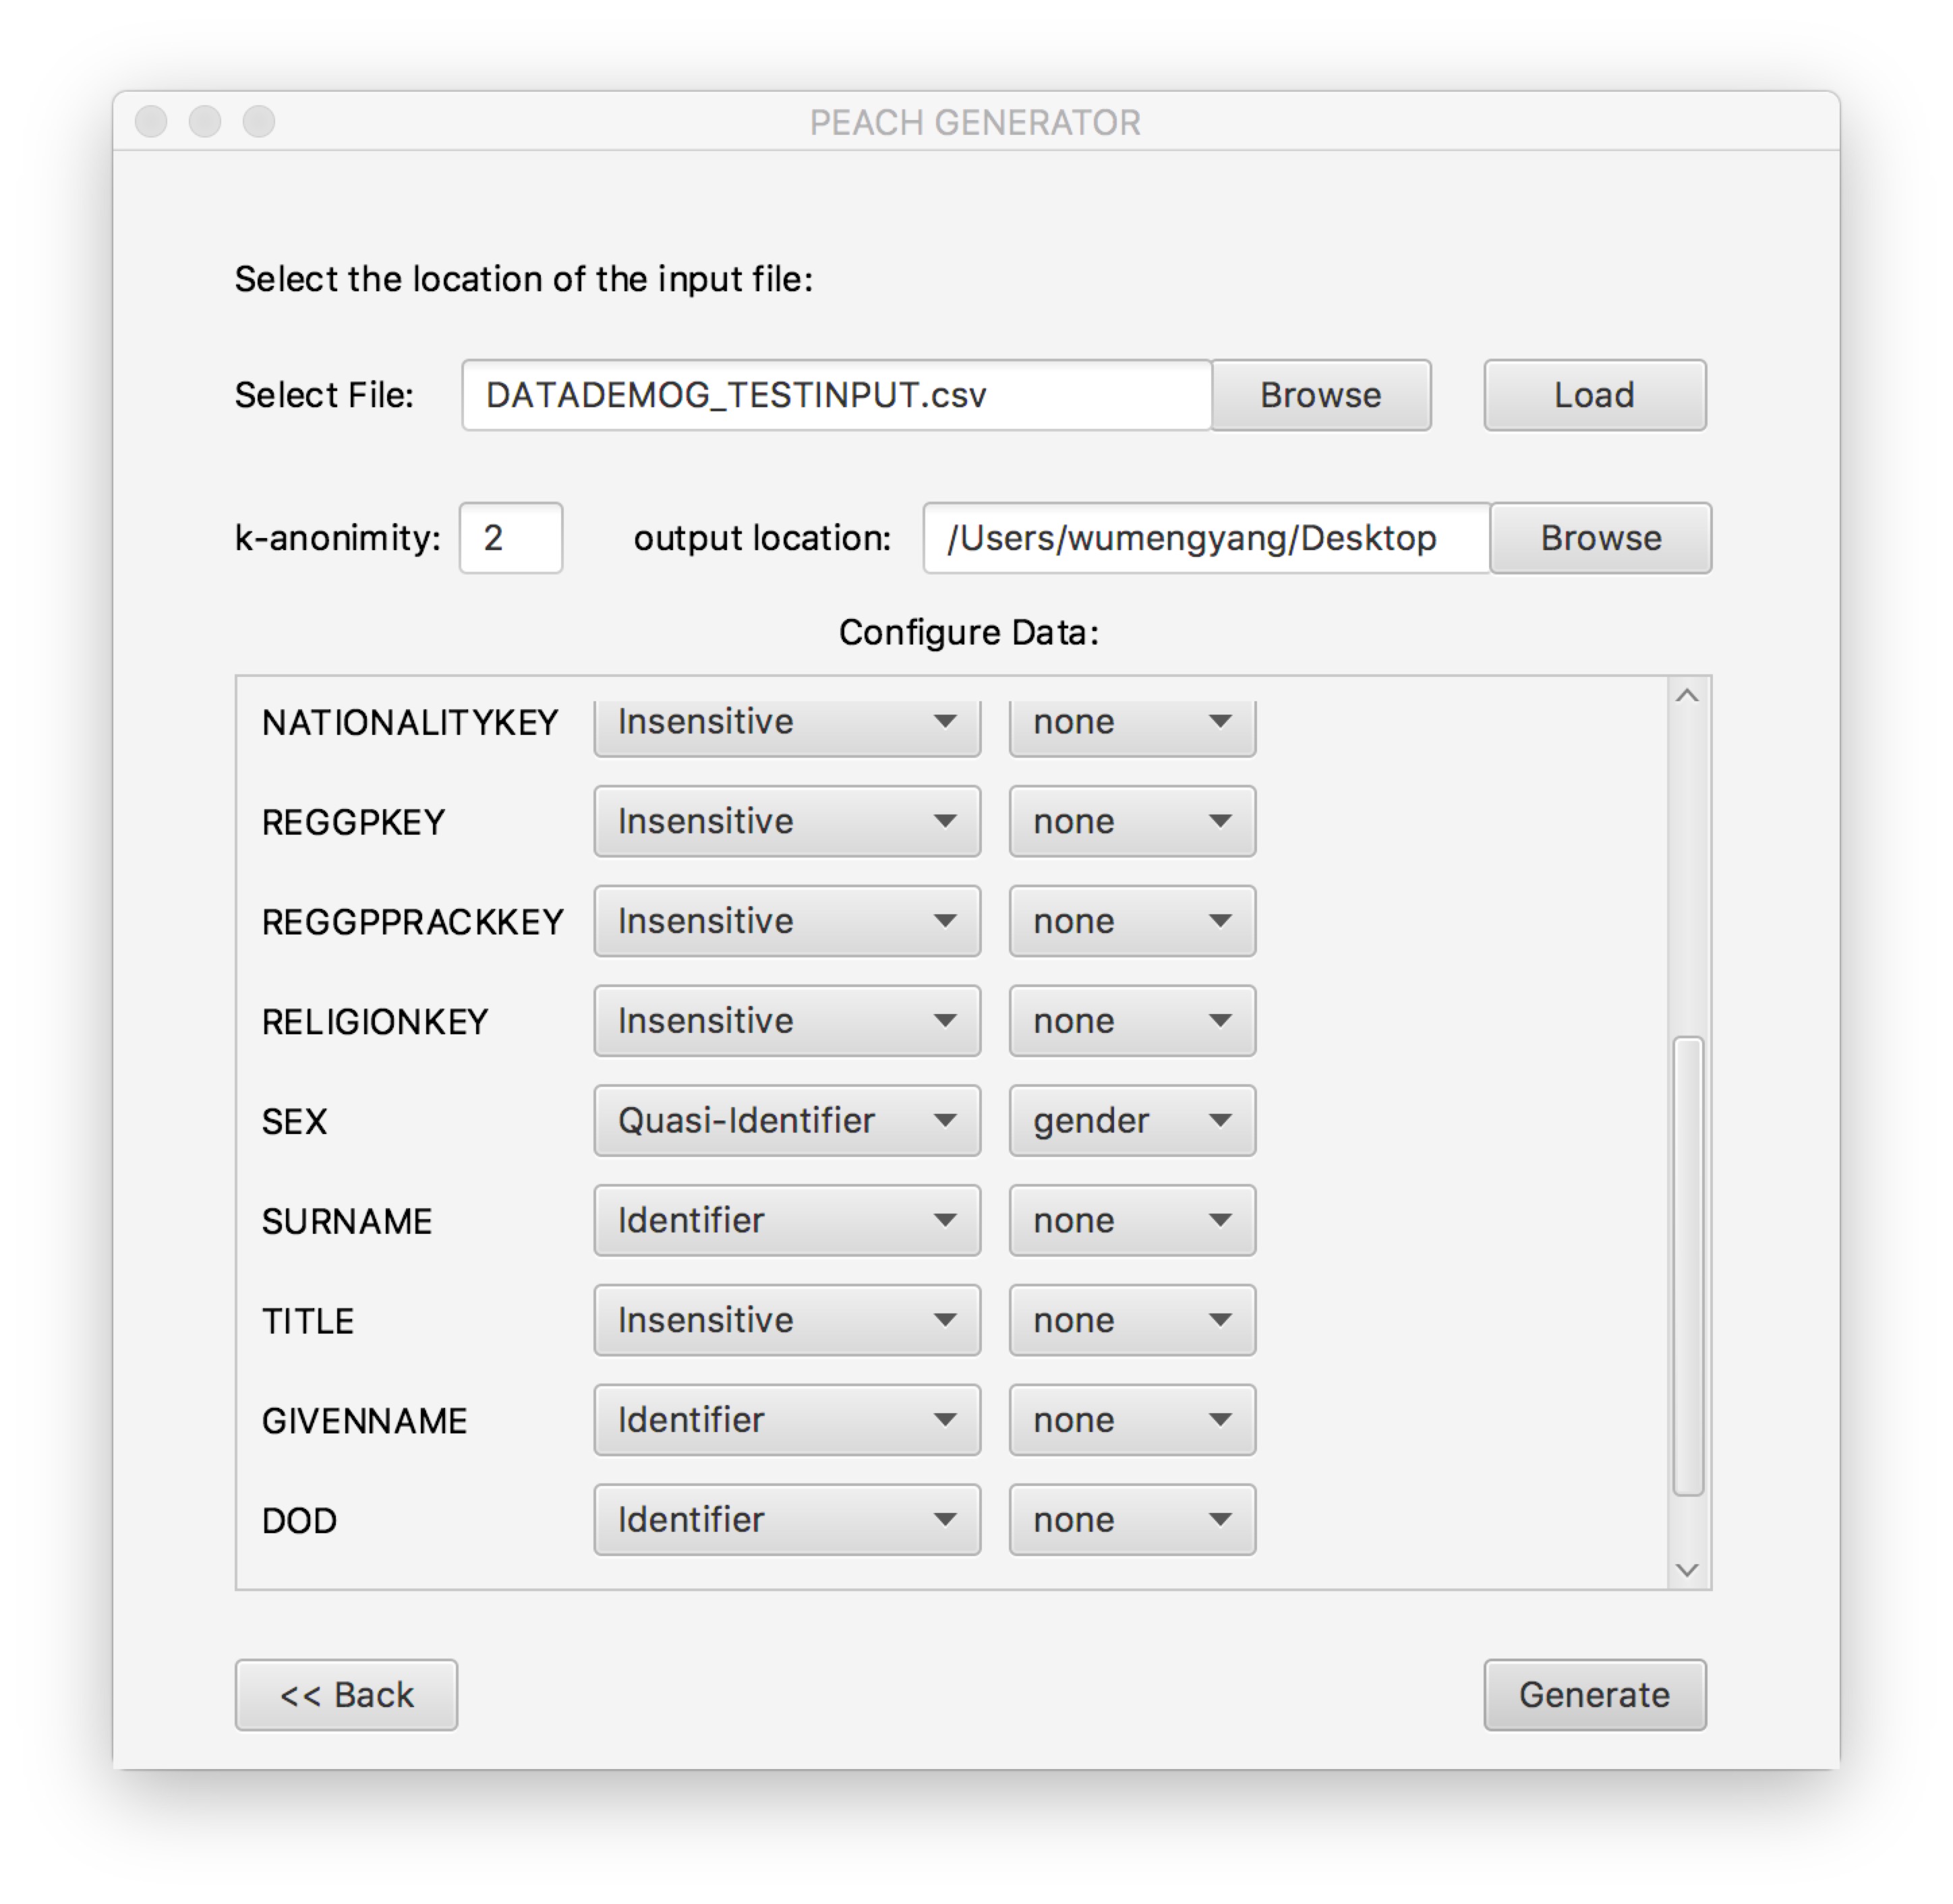 PEACH GENERATOR
Select the location of the input file:
Select File: DATADEMOG_TESTINPUT.csv Browse Load
k-anonimity: 2 output location: /Users/wumengyang/Desktop Browse
Configure Data:
NATIONALITYKEY Insensitive none
REGGPKEY Insensitive none
REGGPPRACKKEY Insensitive none
RELIGIONKEY Insensitive none
SEX Quasi-Identifier gender
SURNAME Identifier none
TITLE Insensitive none
GIVENNAME Identifier none
DOD Identifier none
<< Back Generate